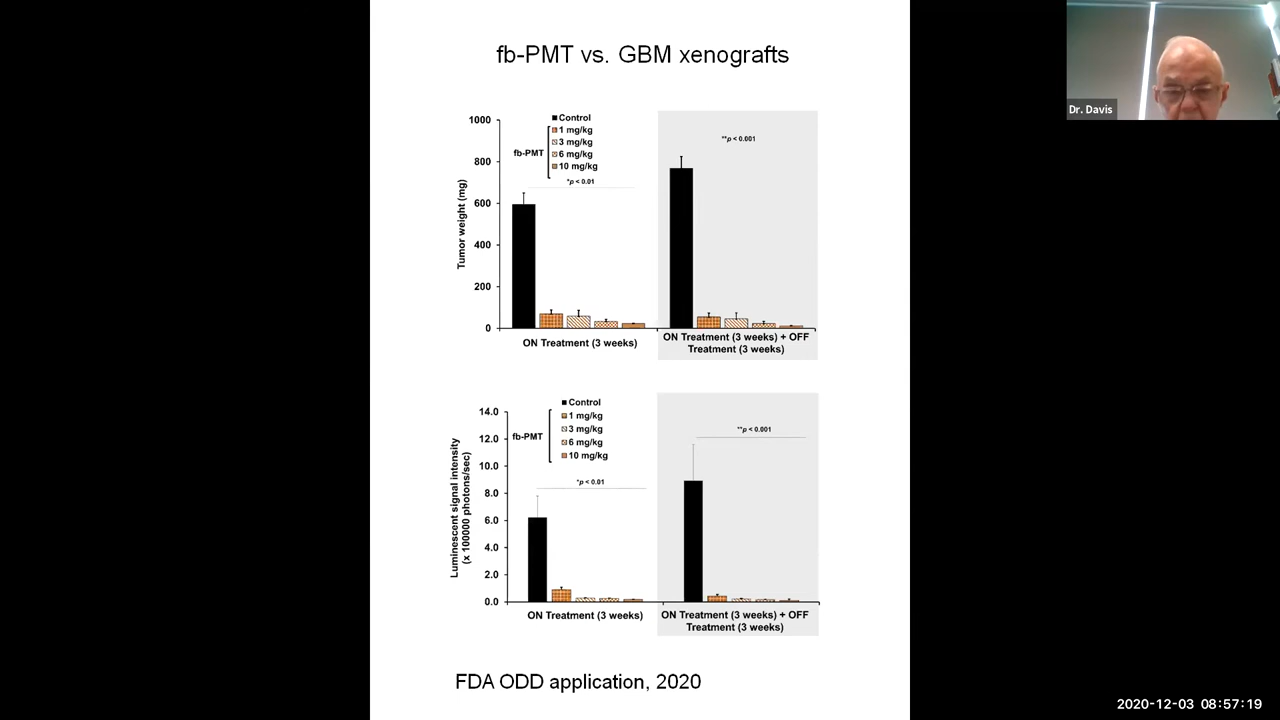 fb-PMT vs. GBM xenografts
Dr. Davis
Tumor weight (mg)
1000
800
600
400
200
0
Control
1 mg/kg
3 mg/kg
6 mg/kg
10 mg/kg
fb-PMT
*p < 0.01
**p < 0.001
ON Treatment (3 weeks)
ON Treatment (3 weeks) + OFF
Treatment (3 weeks)
Luminescent signal intensity
(x 100000 photons/sec)
14.0
12.0
10.0
8.0
6.0
4.0
2.0
0.0
Control
1 mg/kg
3 mg/kg
6 mg/kg
10 mg/kg
fb-PMT
*p < 0.01
**p < 0.001
ON Treatment (3 weeks)
ON Treatment (3 weeks) + OFF
Treatment (3 weeks)
FDA ODD application, 2020
2020-12-03 08:57:19